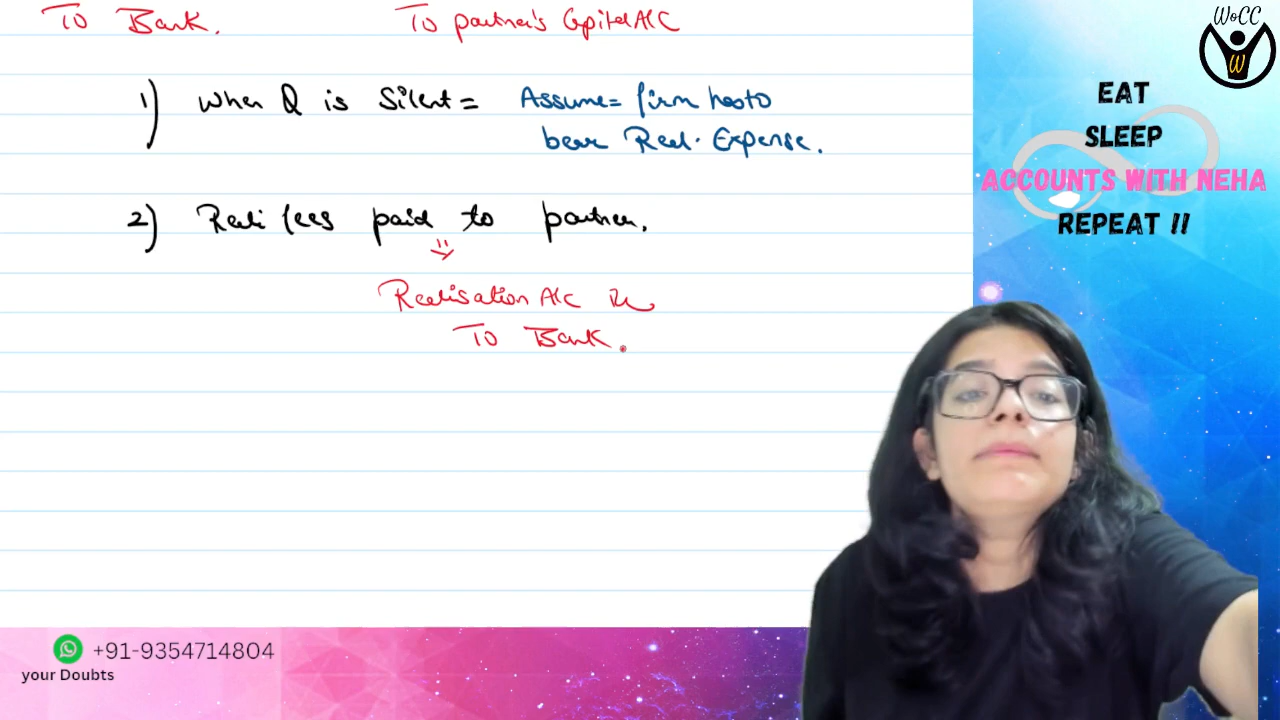 To Bank.
To partner's Capital A/C
1) When Q is Silent = Assume = firm has to
bear Real. Expense.
2) Reali fees paid to partner.
=
Realisation A/C Dr
To Bank.
WoCC
W
EAT
SLEEP
ACCOUNTS WITH NEHA
REPEAT !!
+91-9354714804
your Doubts